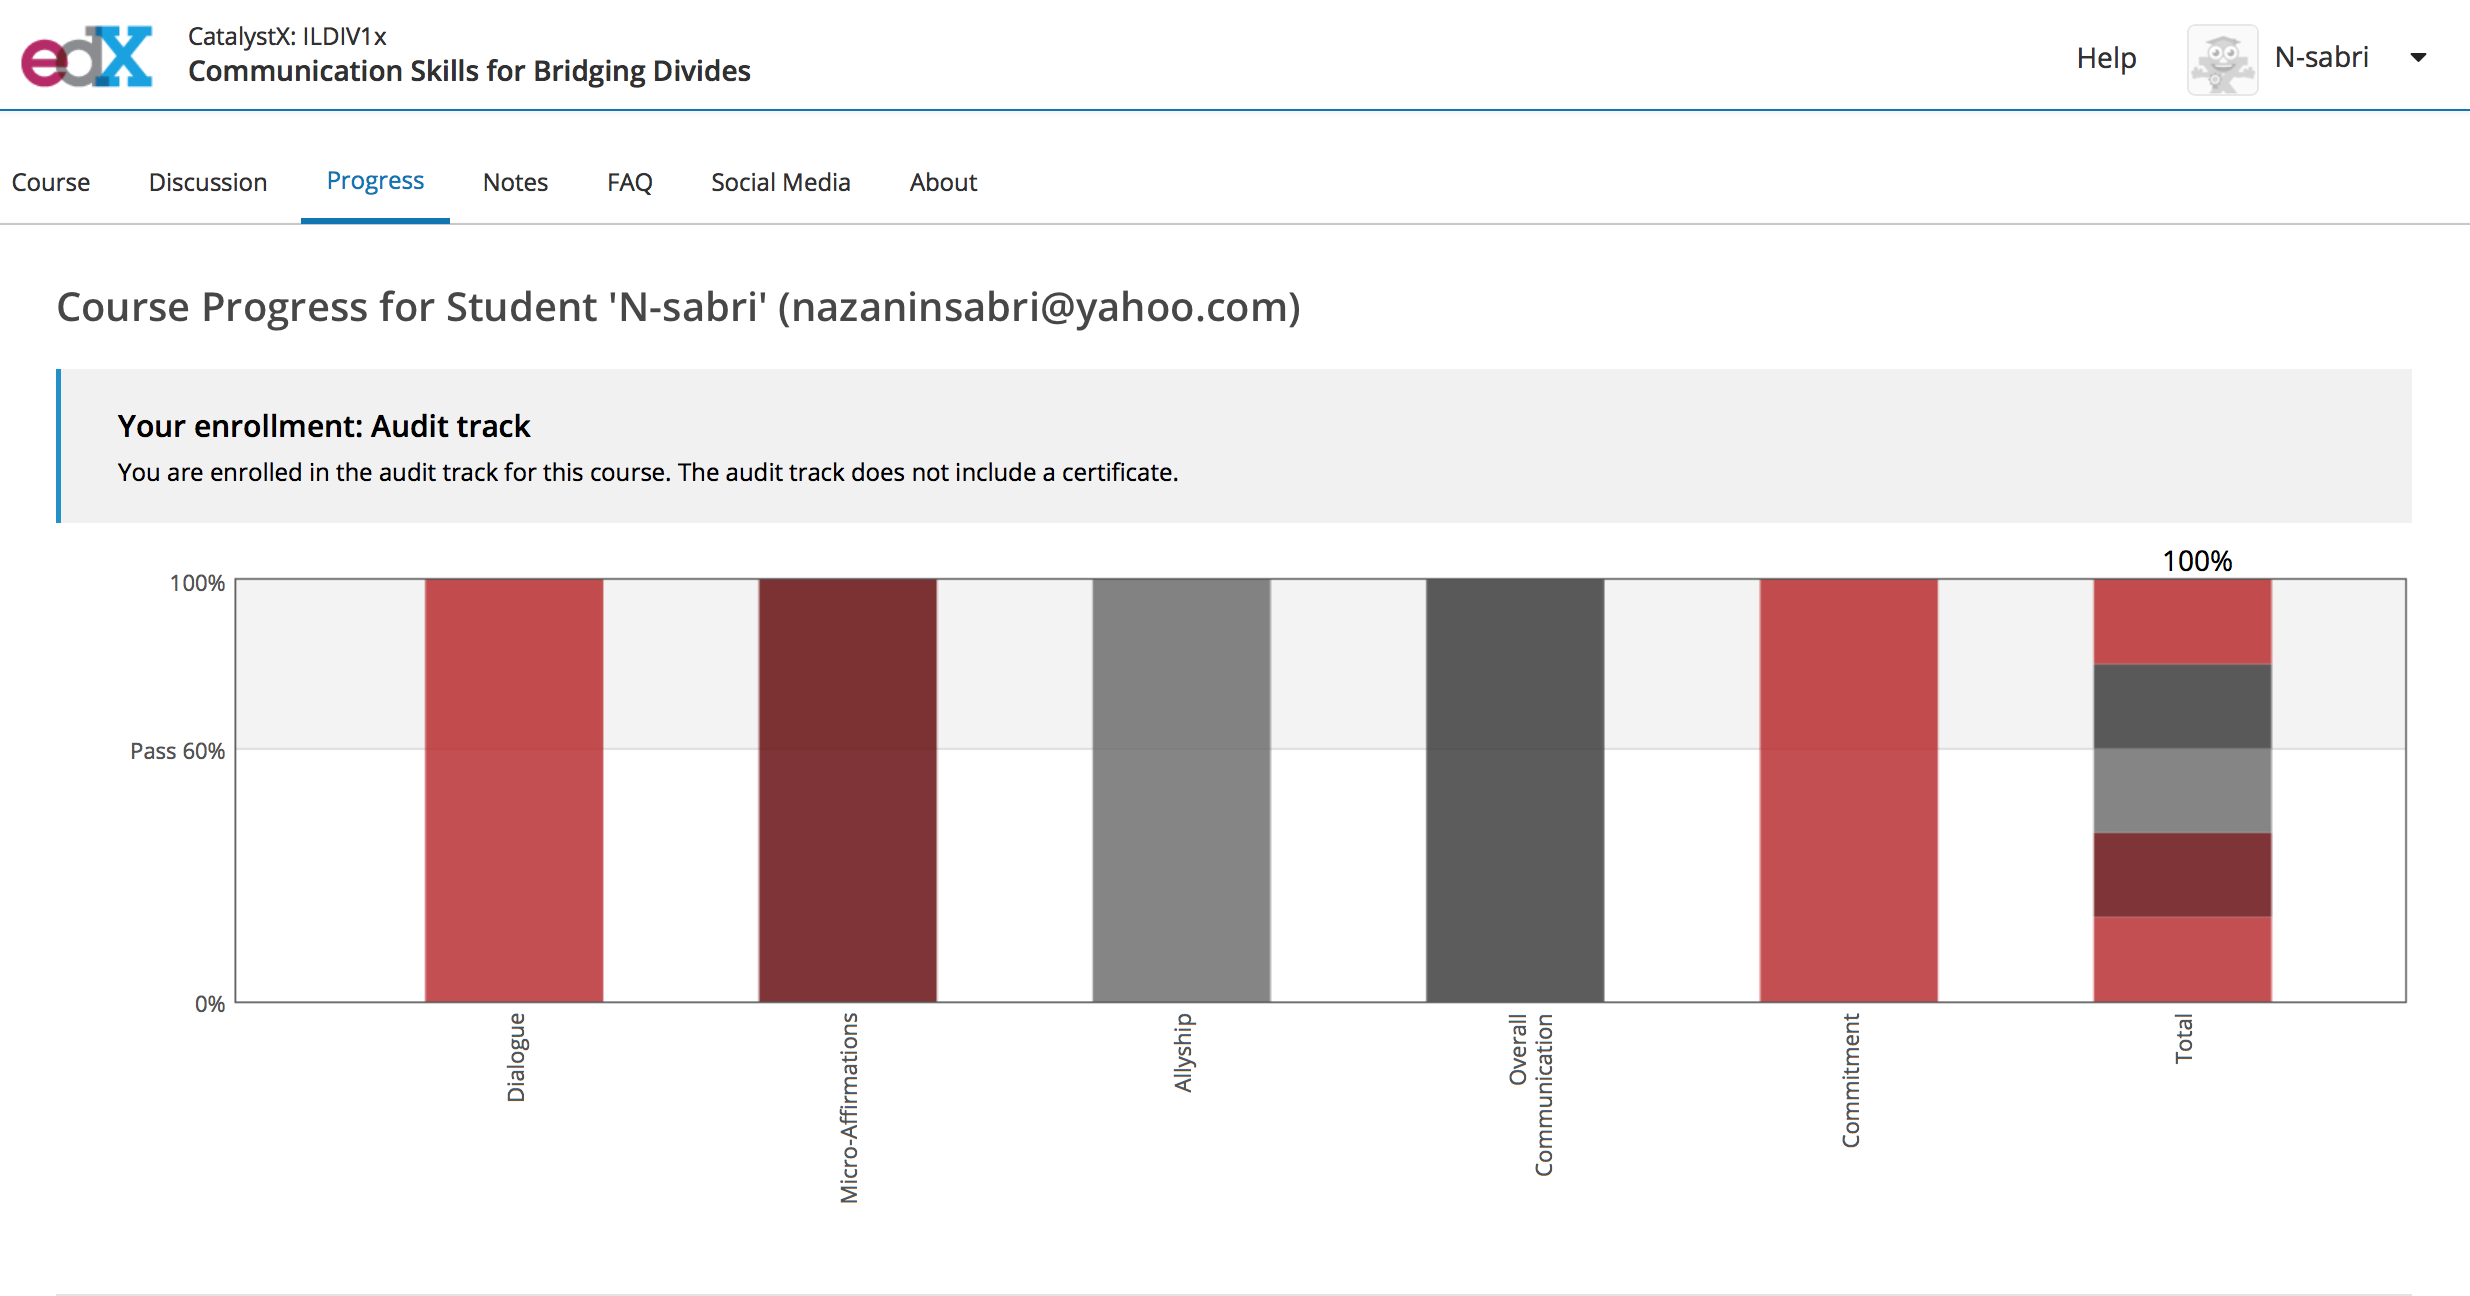 edX
CatalystX: ILDIV1x
Communication Skills for Bridging Divides
Help
N-sabri
Course
Discussion
Progress
Notes
FAQ
Social Media
About
Course Progress for Student 'N-sabri' (nazaninsabri@yahoo.com)
Your enrollment: Audit track
You are enrolled in the audit track for this course. The audit track does not include a certificate.
100%
100%
Pass 60%
0%
Dialogue
Micro-Affirmations
Allyship
Overall
Communication
Commitment
Total